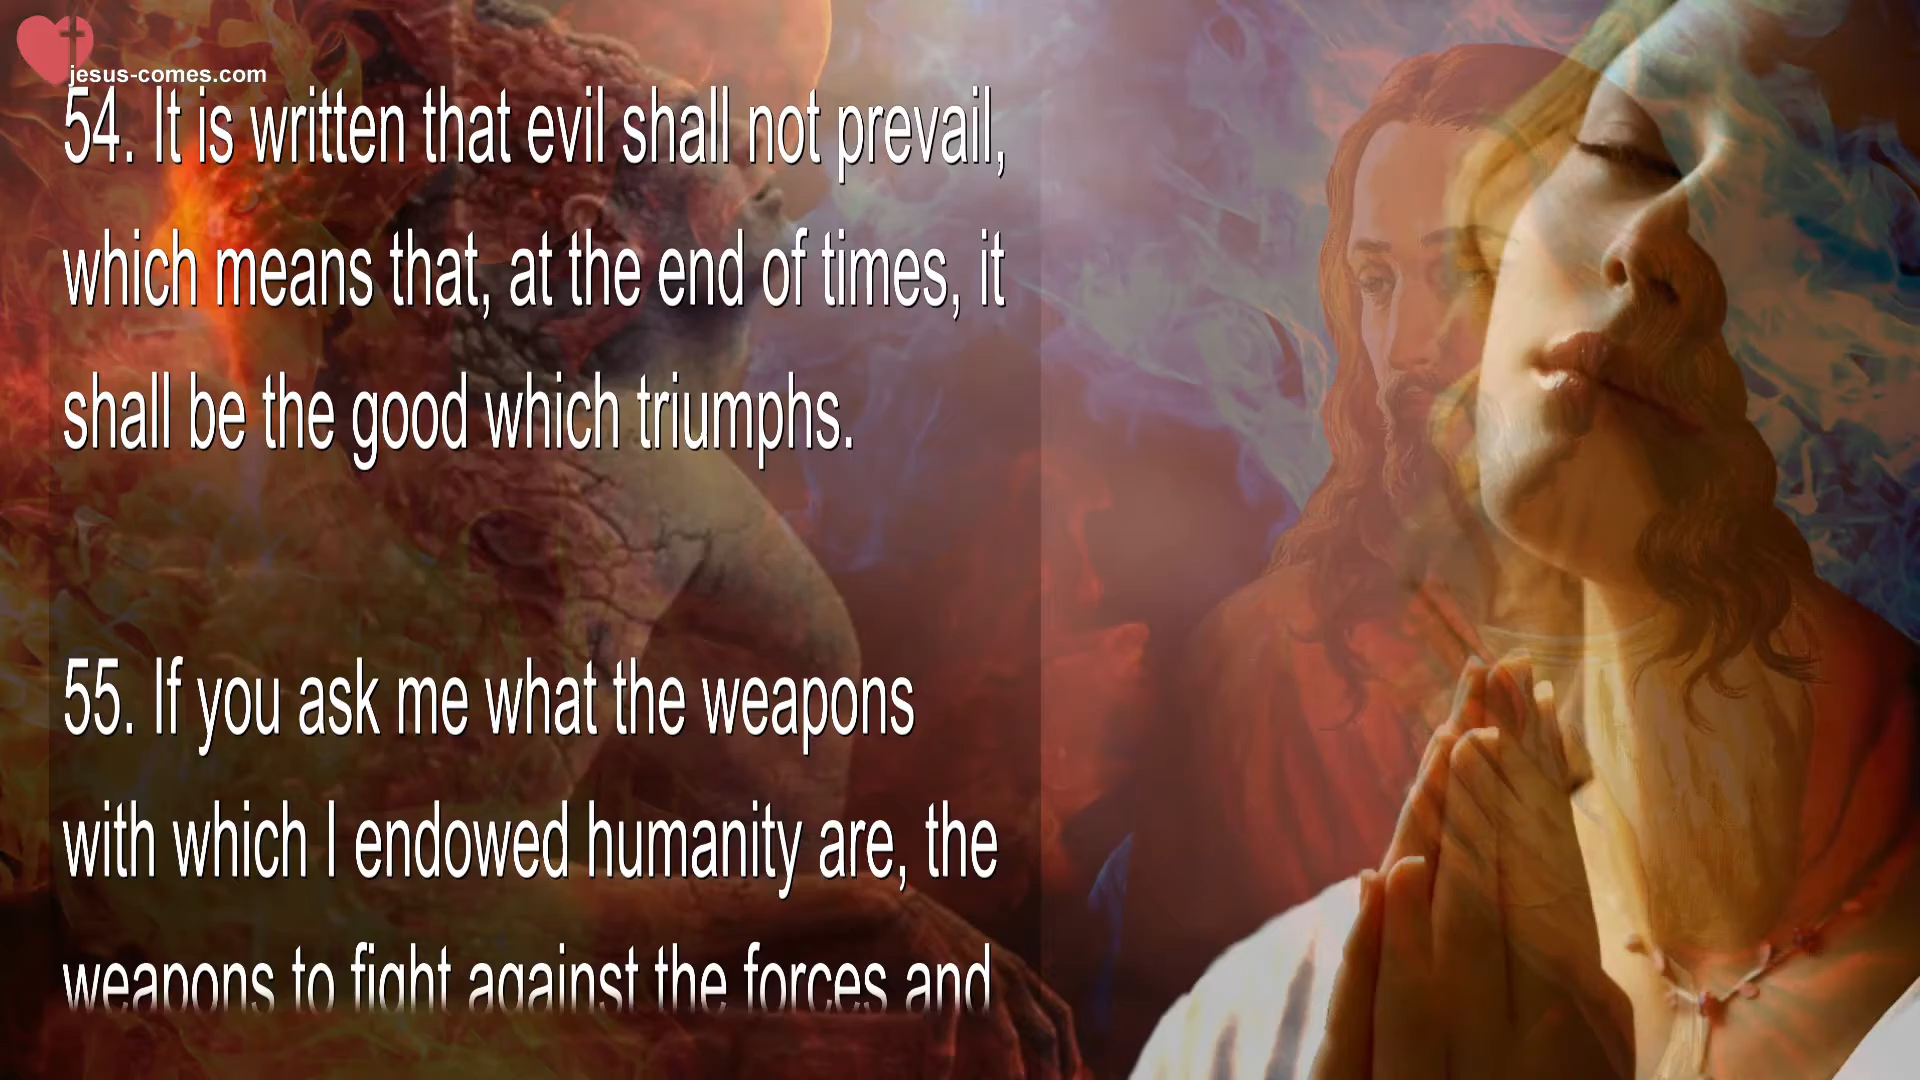 jesus-comes.com
54. It is written that evil shall not prevail,
which means that, at the end of times, it
shall be the good which triumphs.
55. If you ask me what the weapons
with which I endowed humanity are, the
weapons to fight against the forces and